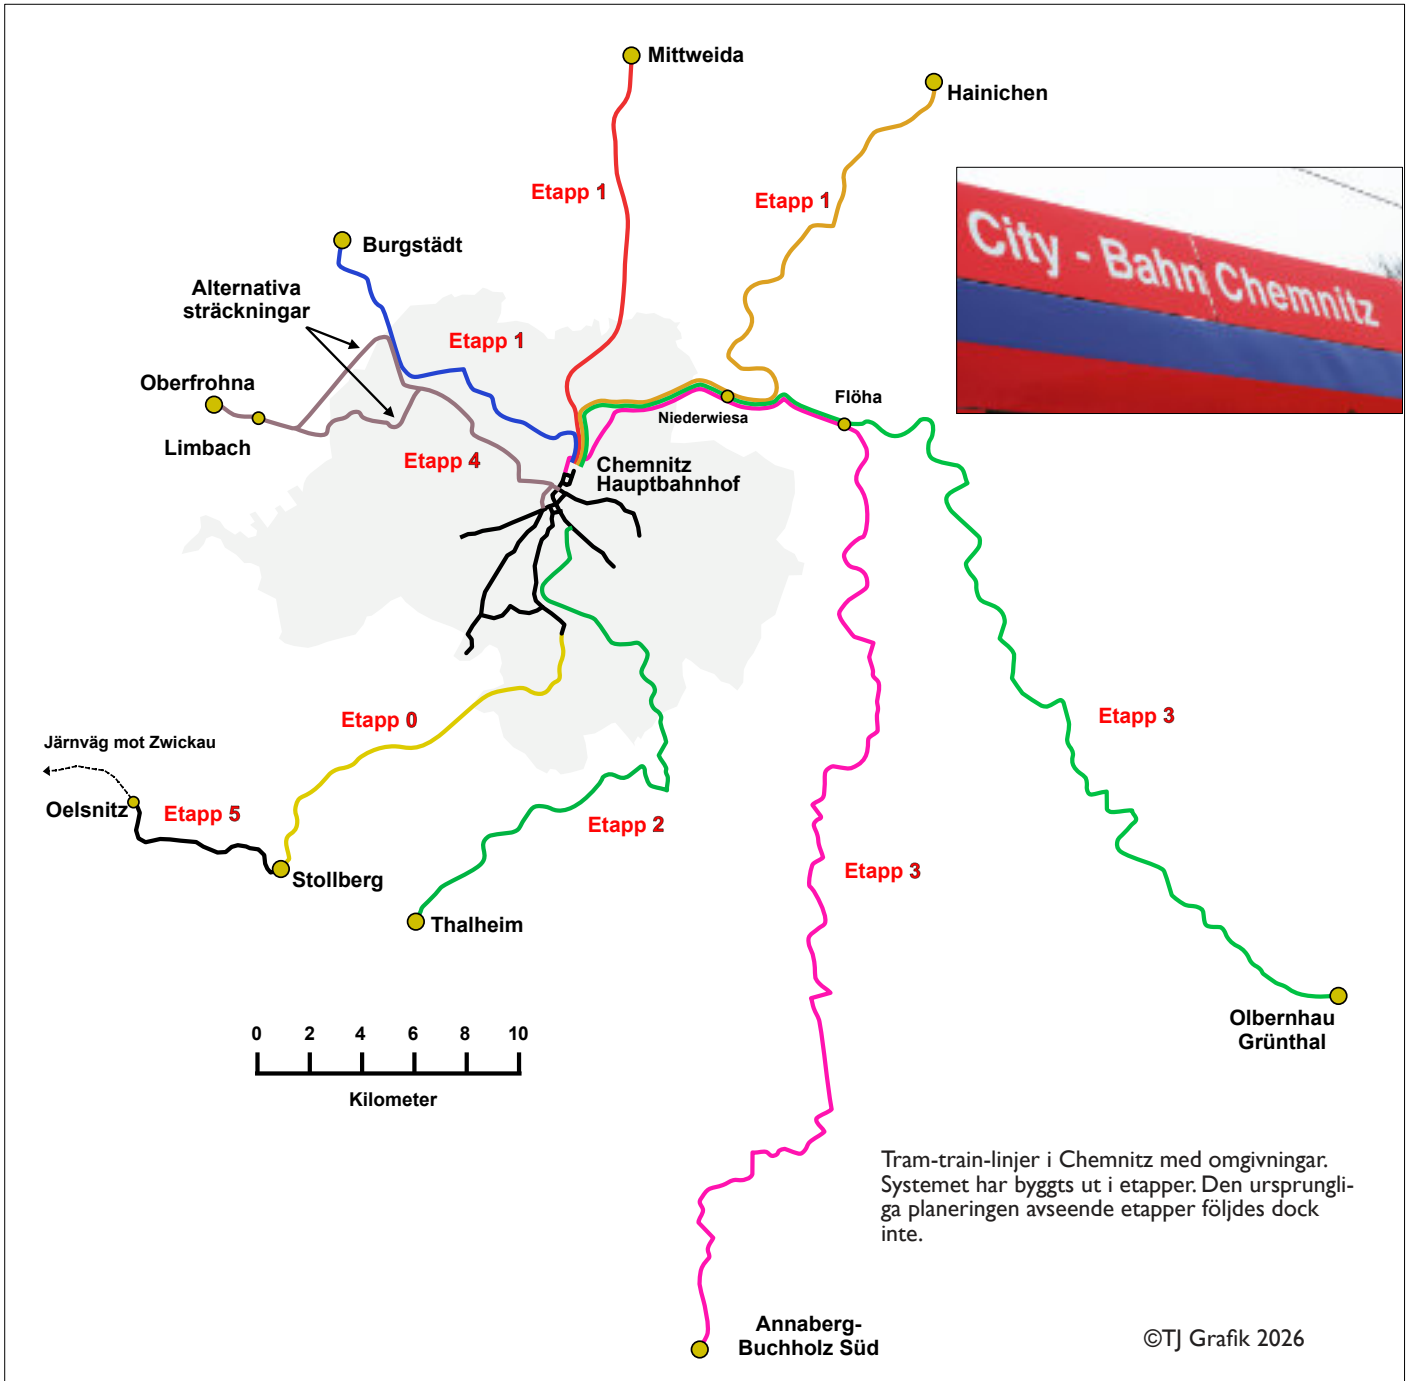 Mittweida
Hainichen
Etapp 1
Etapp 1
City - Bahn Chemnitz
Burgstädt
Alternativa
sträckningar
Etapp 1
Oberfrohna
Limbach
Flöha
Niederwiesa
Etapp 4
Chemnitz
Hauptbahnhof
Etapp 0
Etapp 3
Järnväg mot Zwickau
Oelsnitz
Etapp 5
Etapp 2
Stollberg
Etapp 3
Thalheim
Olbernhau
Grünthal
0 2 4 6 8 10
Kilometer
Tram-train-linjer i Chemnitz med omgivningar.
Systemet har byggts ut i etapper. Den ursprungli-
ga planeringen avseende etapper följdes dock
inte.
Annaberg-
Buchholz Süd
©TJ Grafik 2026